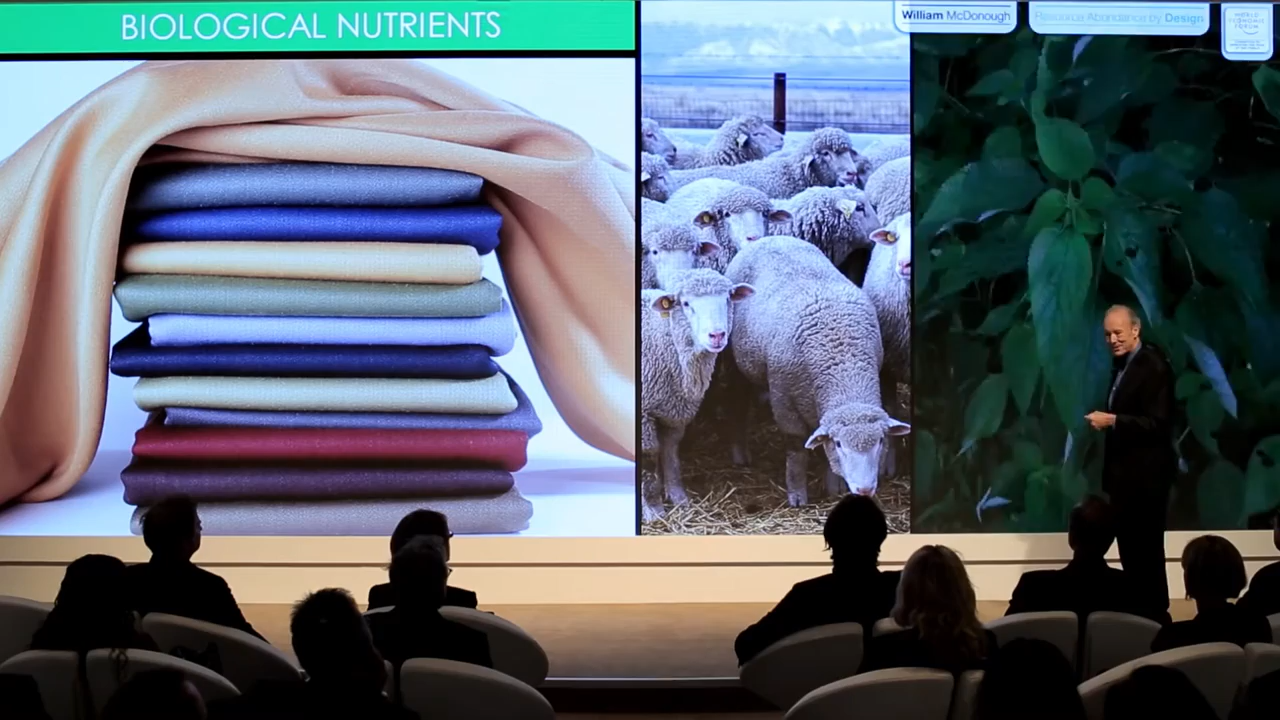 BIOLOGICAL NUTRIENTS
William McDonough
Resource Abundance by Design
WORLD
ECONOMIC
FORUM